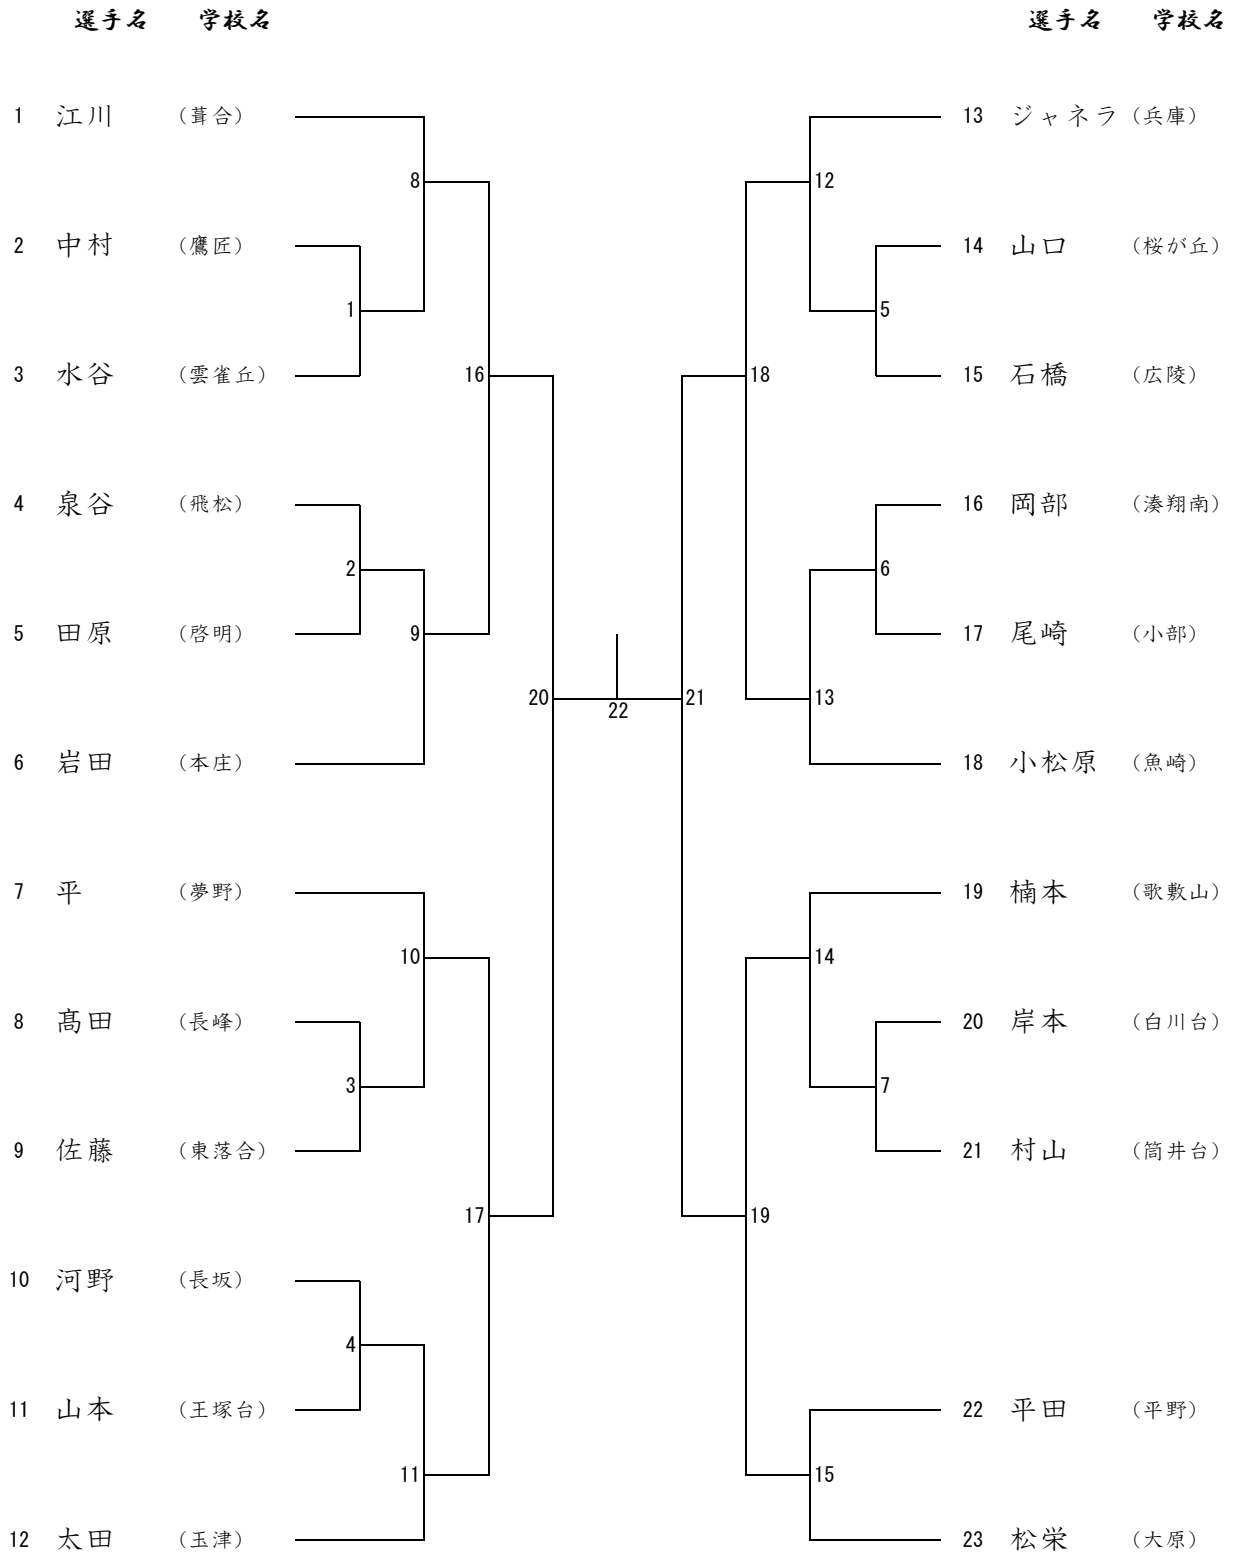 選手名 学校名 選手名 学校名
1 江川 (葺合) 13 ジャネラ (兵庫)
8 12
2 中村 (鷹匠) 14 山口 (桜が丘)
1 5
3 水谷 (雲雀丘) 16 18 15 石橋 (広陵)
4 泉谷 (飛松) 16 岡部 (湊翔南)
2 6
5 田原 (啓明) 9 17 尾崎 (小部)
20 22 21 13
6 岩田 (本庄) 18 小松原 (魚崎)
7 平 (夢野) 19 楠本 (歌敷山)
10 14
8 髙田 (長峰) 20 岸本 (白川台)
3 7
9 佐藤 (東落合) 21 村山 (筒井台)
17 19
10 河野 (長坂)
4
11 山本 (王塚台) 22 平田 (平野)
11 15
12 太田 (玉津) 23 松栄 (大原)